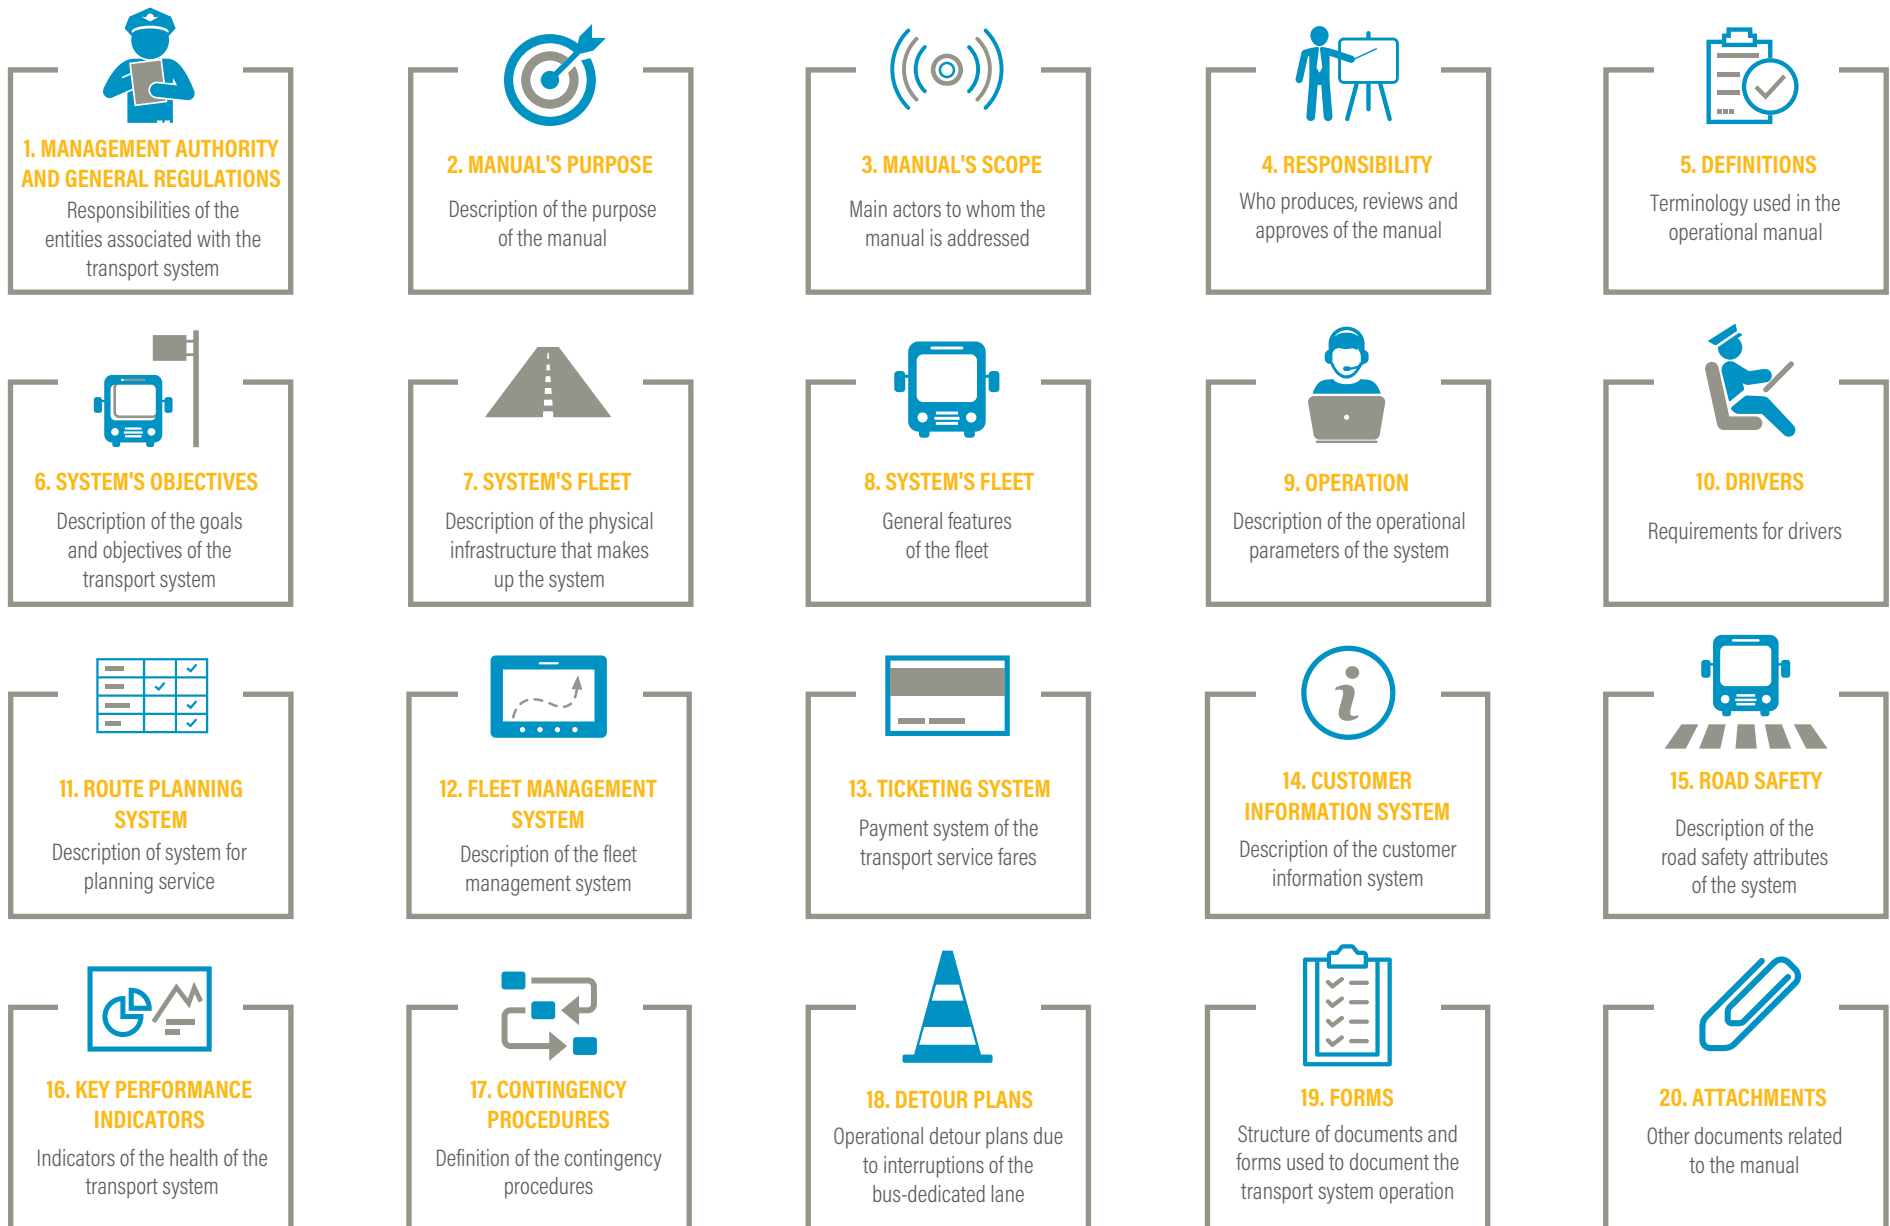 1. MANAGEMENT AUTHORITY
AND GENERAL REGULATIONS
Responsibilities of the
entities associated with the
transport system
2. MANUAL'S PURPOSE
Description of the purpose
of the manual
3. MANUAL'S SCOPE
Main actors to whom the
manual is addressed
4. RESPONSIBILITY
Who produces, reviews and
approves of the manual
5. DEFINITIONS
Terminology used in the
operational manual
6. SYSTEM'S OBJECTIVES
Description of the goals
and objectives of the
transport system
7. SYSTEM'S FLEET
Description of the physical
infrastructure that makes
up the system
8. SYSTEM'S FLEET
General features
of the fleet
9. OPERATION
Description of the operational
parameters of the system
10. DRIVERS
Requirements for drivers
11. ROUTE PLANNING
SYSTEM
Description of system for
planning service
12. FLEET MANAGEMENT
SYSTEM
Description of the fleet
management system
13. TICKETING SYSTEM
Payment system of the
transport service fares
14. CUSTOMER
INFORMATION SYSTEM
Description of the customer
information system
15. ROAD SAFETY
Description of the
road safety attributes
of the system
16. KEY PERFORMANCE
INDICATORS
Indicators of the health of the
transport system
17. CONTINGENCY
PROCEDURES
Definition of the contingency
procedures
18. DETOUR PLANS
Operational detour plans due
to interruptions of the
bus-dedicated lane
19. FORMS
Structure of documents and
forms used to document the
transport system operation
20. ATTACHMENTS
Other documents related
to the manual